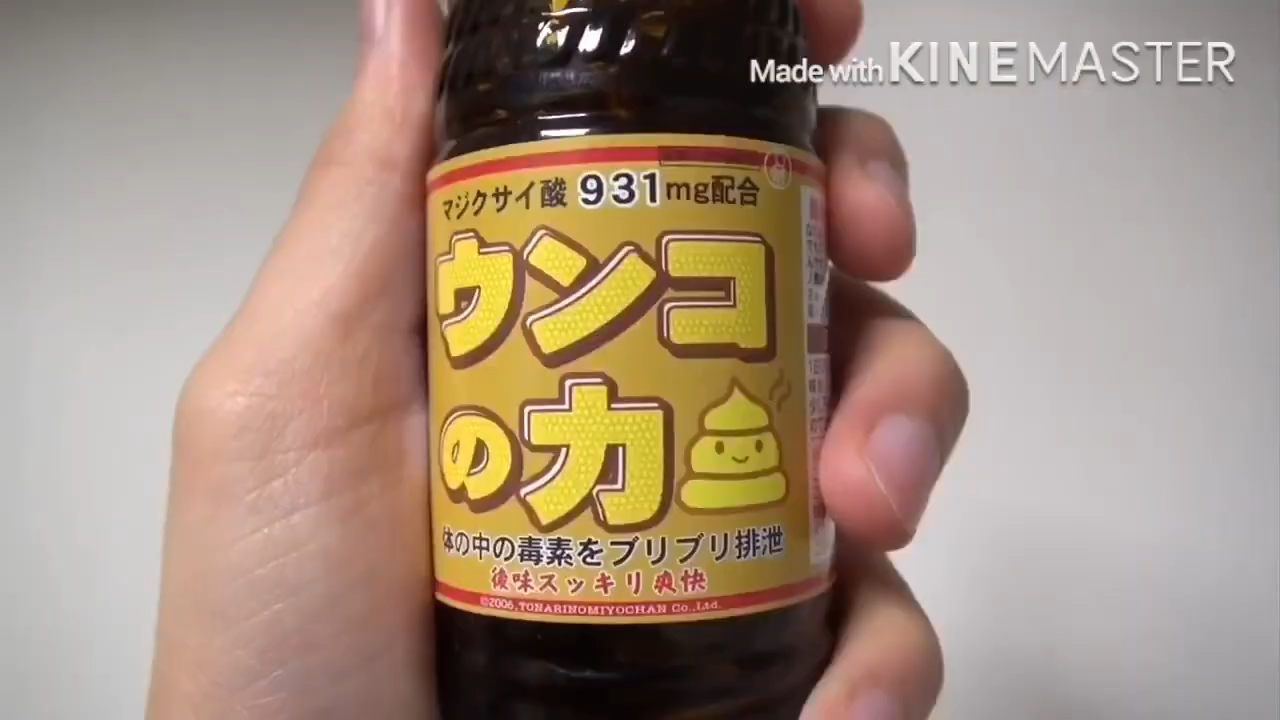 Made with KINEMASTER
マジクサイ酸 931mg配合
ウンコ
の力
体の中の毒素をブリブリ排泄
後味スッキリ爽快
©2006,TONARINOMIYOCHAN Co.,Ltd.